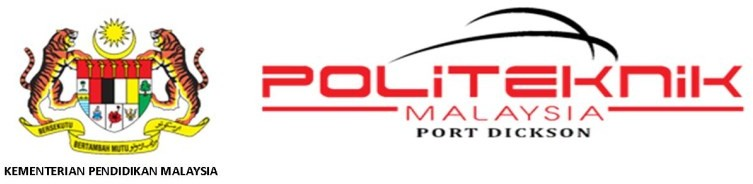 BERSEKUTU
BERTAMBAH MUTU
KEMENTERIAN PENDIDIKAN MALAYSIA
POLITEKNIK
MALAYSIA
PORT DICKSON